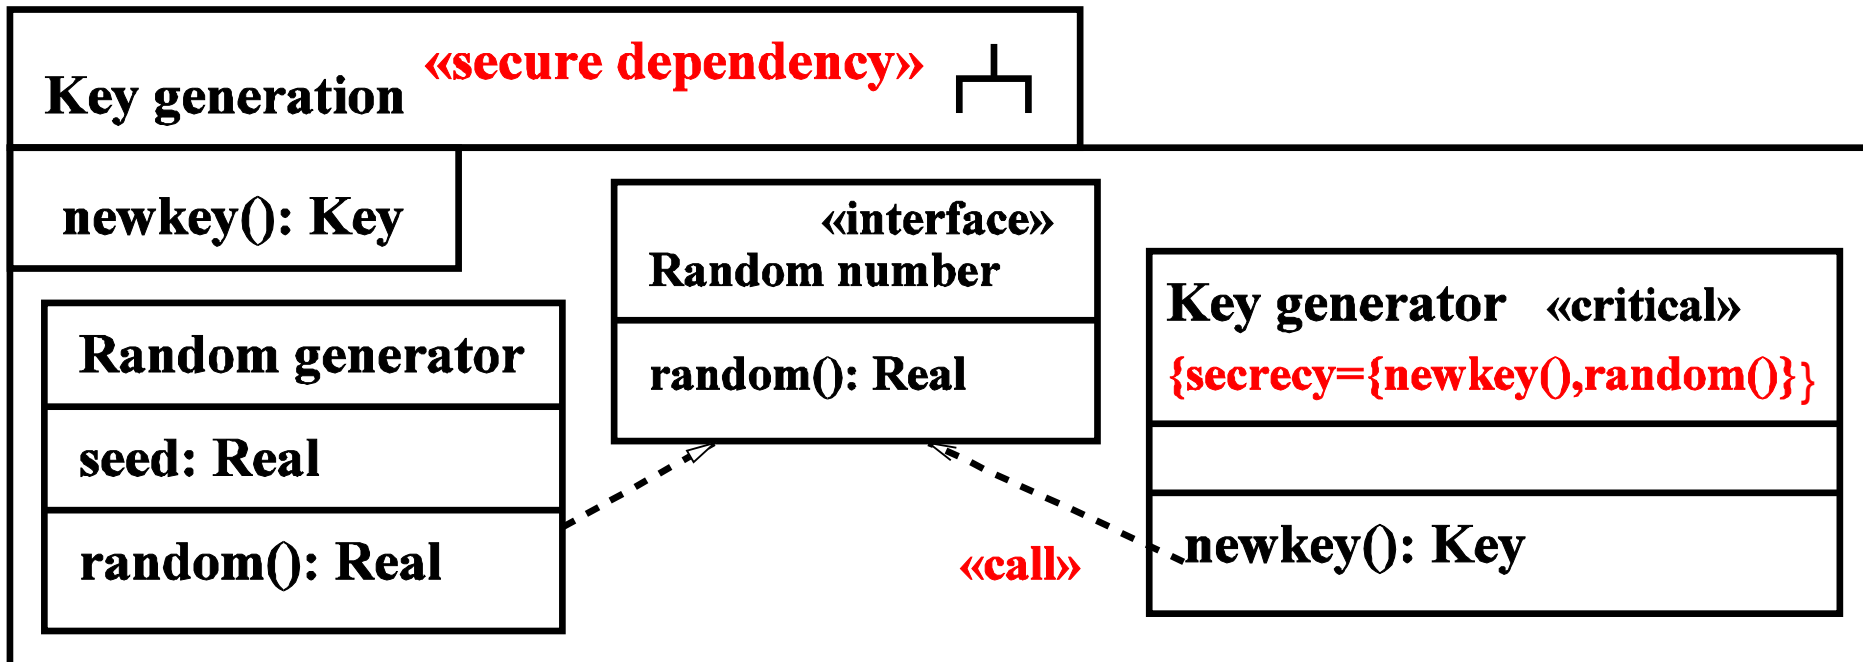 Key generation «secure dependency»
newkey(): Key
«interface»
Random number
random(): Real
Key generator «critical»
{secrecy={newkey(),random()}}
newkey(): Key
Random generator
seed: Real
random(): Real
«call»